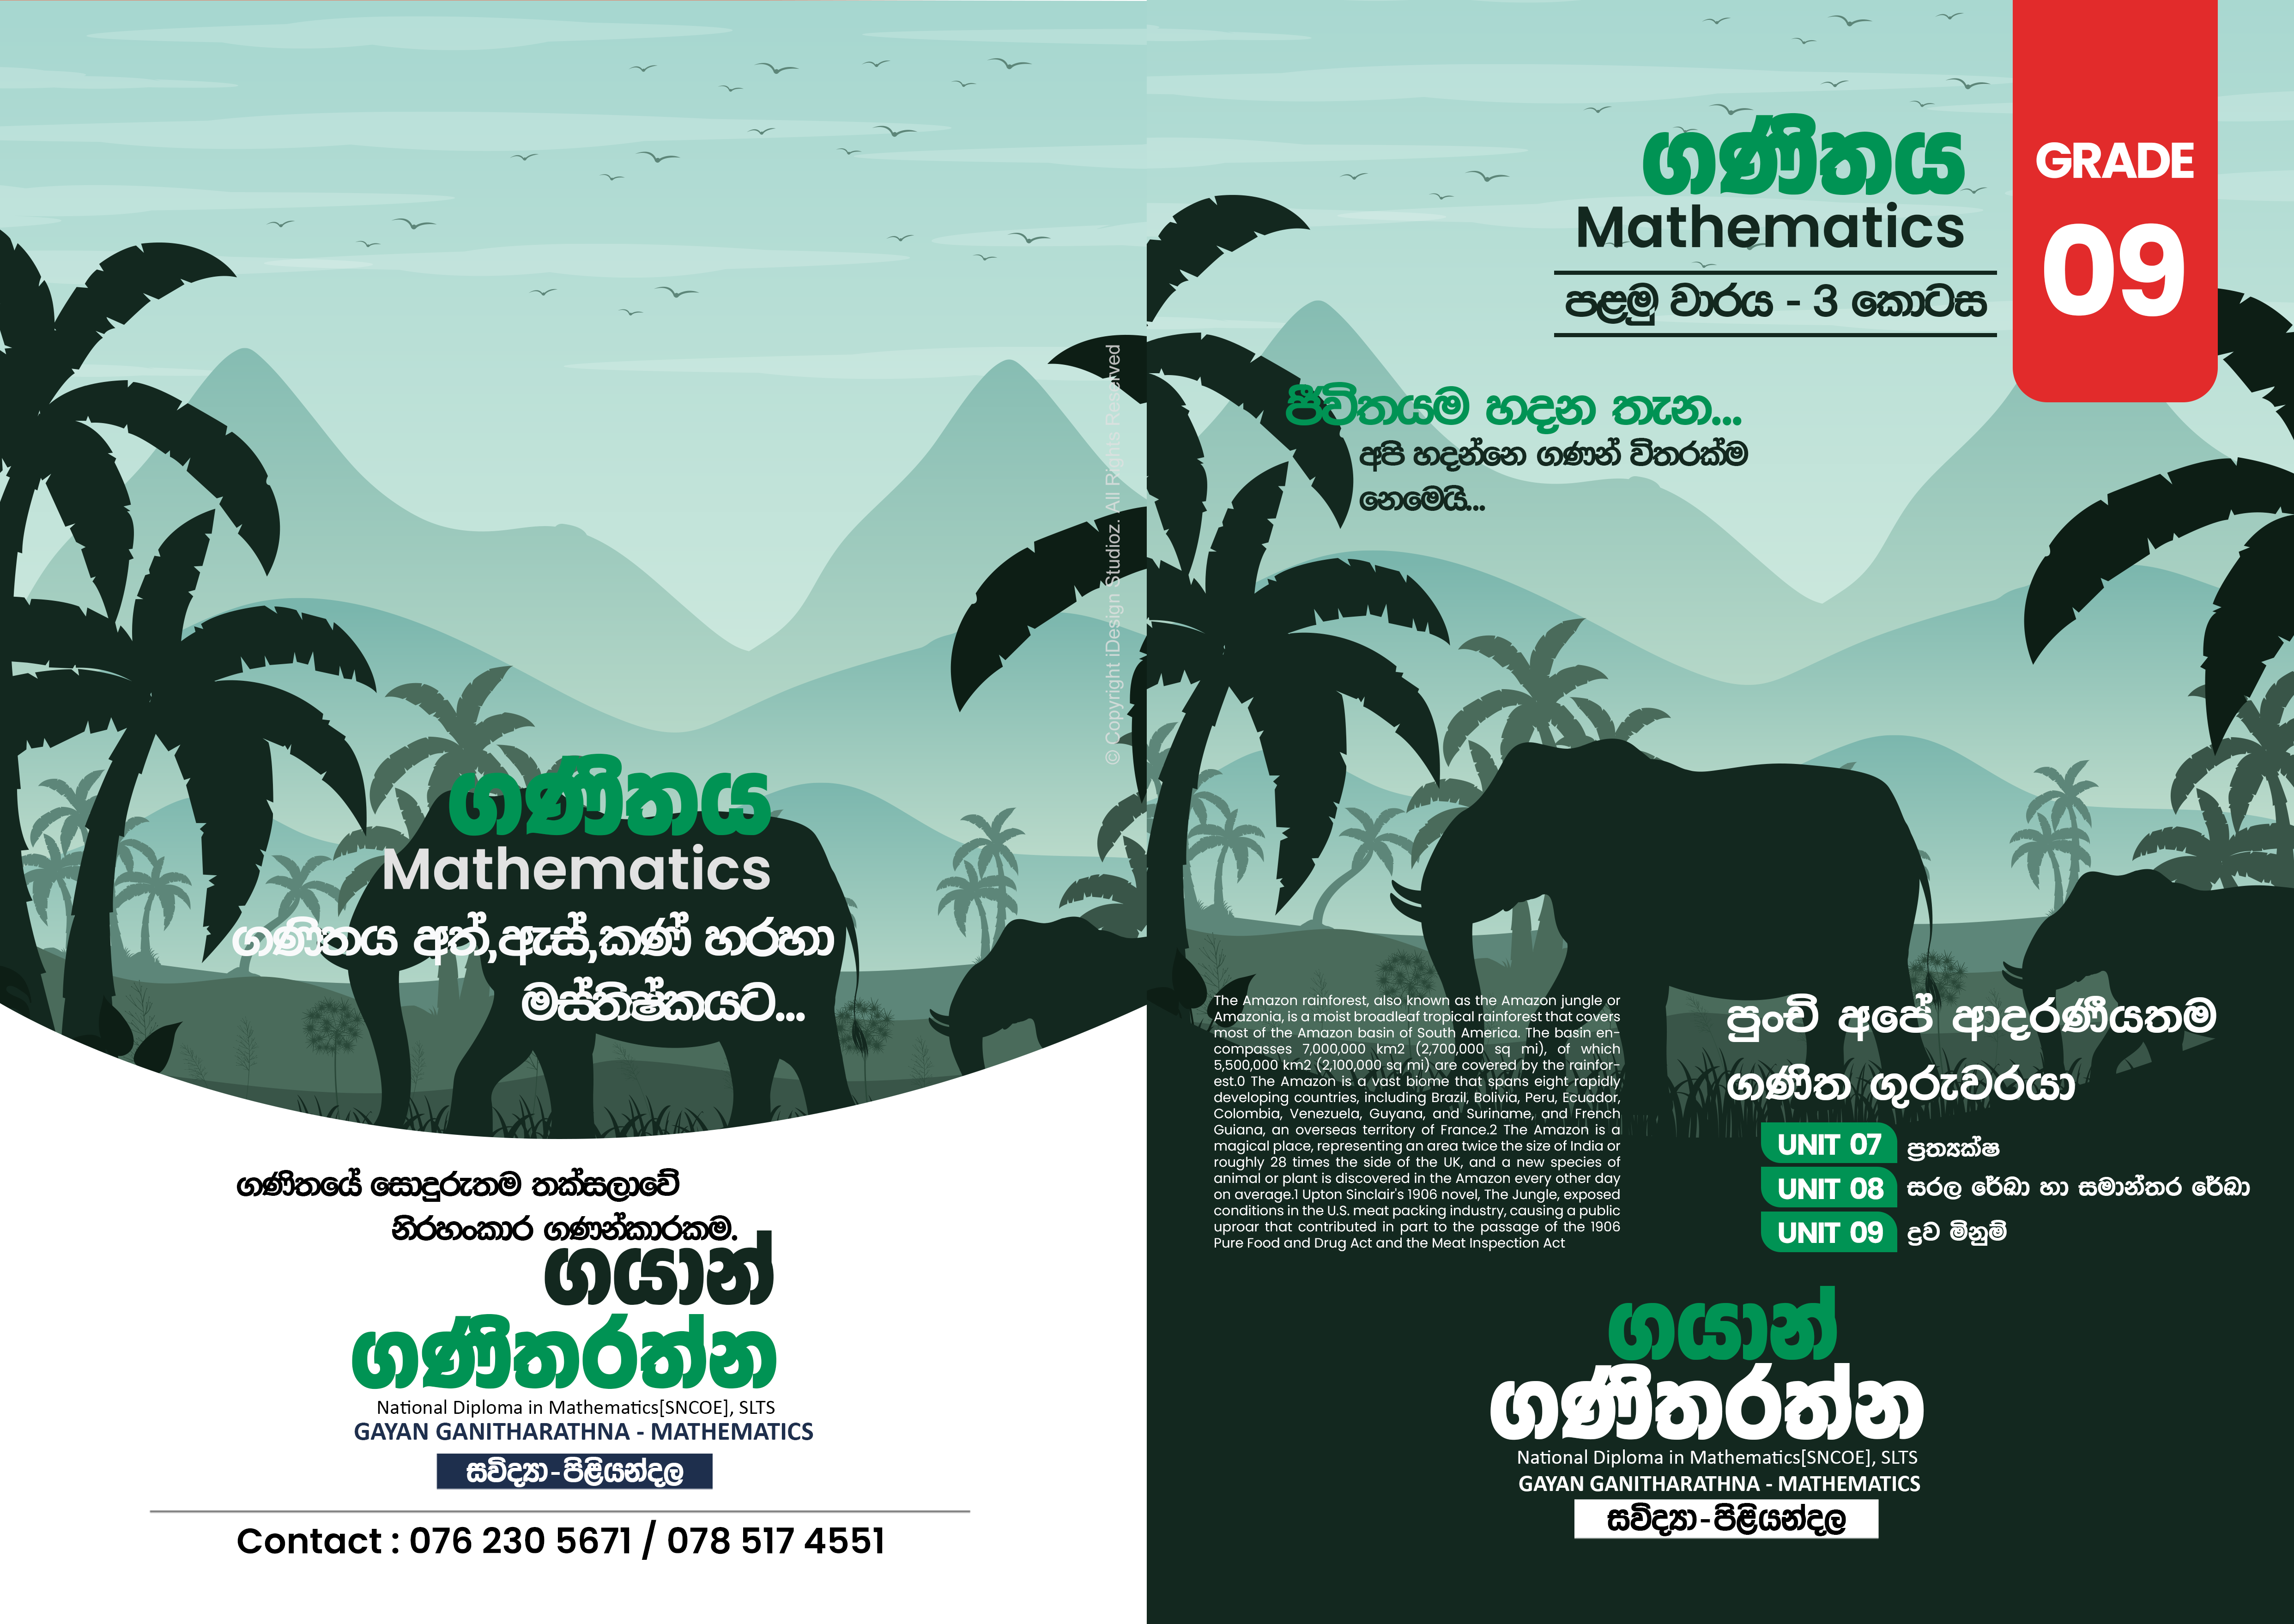 ගණිතය
Mathematics
ගණිතය අත්,ඇස්,කණ් හරහා
මස්තිෂ්කයට...
ගණිතයේ සොඳුරුතම තක්සලාවේ
නිරහංකාර ගණන්කාරකම.
ගයාන්
ගණිතරත්න
National Diploma in Mathematics[SNCOE], SLTS
GAYAN GANITHARATHNA - MATHEMATICS
සවිද්‍යා - පිළියන්දල
Contact : 076 230 5671 / 078 517 4551
© Copyright iDesign Studioz. All Rights Reserved
GRADE
09
ගණිතය
Mathematics
පළමු වාරය - 3 කොටස
ජීවිතයම හදන තැන...
අපි හදන්නෙ ගණන් විතරක්ම
නෙමෙයි...
The Amazon rainforest, also known as the Amazon jungle or
Amazonia, is a moist broadleaf tropical rainforest that covers
most of the Amazon basin of South America. The basin en-
compasses 7,000,000 km2 (2,700,000 sq mi), of which
5,500,000 km2 (2,100,000 sq mi) are covered by the rainfor-
est.0 The Amazon is a vast biome that spans eight rapidly
developing countries, including Brazil, Bolivia, Peru, Ecuador,
Colombia, Venezuela, Guyana, and Suriname, and French
Guiana, an overseas territory of France.2 The Amazon is a
magical place, representing an area twice the size of India or
roughly 28 times the side of the UK, and a new species of
animal or plant is discovered in the Amazon every other day
on average.1 Upton Sinclair's 1906 novel, The Jungle, exposed
conditions in the U.S. meat packing industry, causing a public
uproar that contributed in part to the passage of the 1906
Pure Food and Drug Act and the Meat Inspection Act
පුංචි අපේ ආදරණීයතම
ගණිත ගුරුවරයා
UNIT 07 ප්‍රත්‍යක්ෂ
UNIT 08 සරල රේඛා හා සමාන්තර රේඛා
UNIT 09 ද්‍රව මිනුම්
ගයාන්
ගණිතරත්න
National Diploma in Mathematics[SNCOE], SLTS
GAYAN GANITHARATHNA - MATHEMATICS
සවිද්‍යා - පිළියන්දල